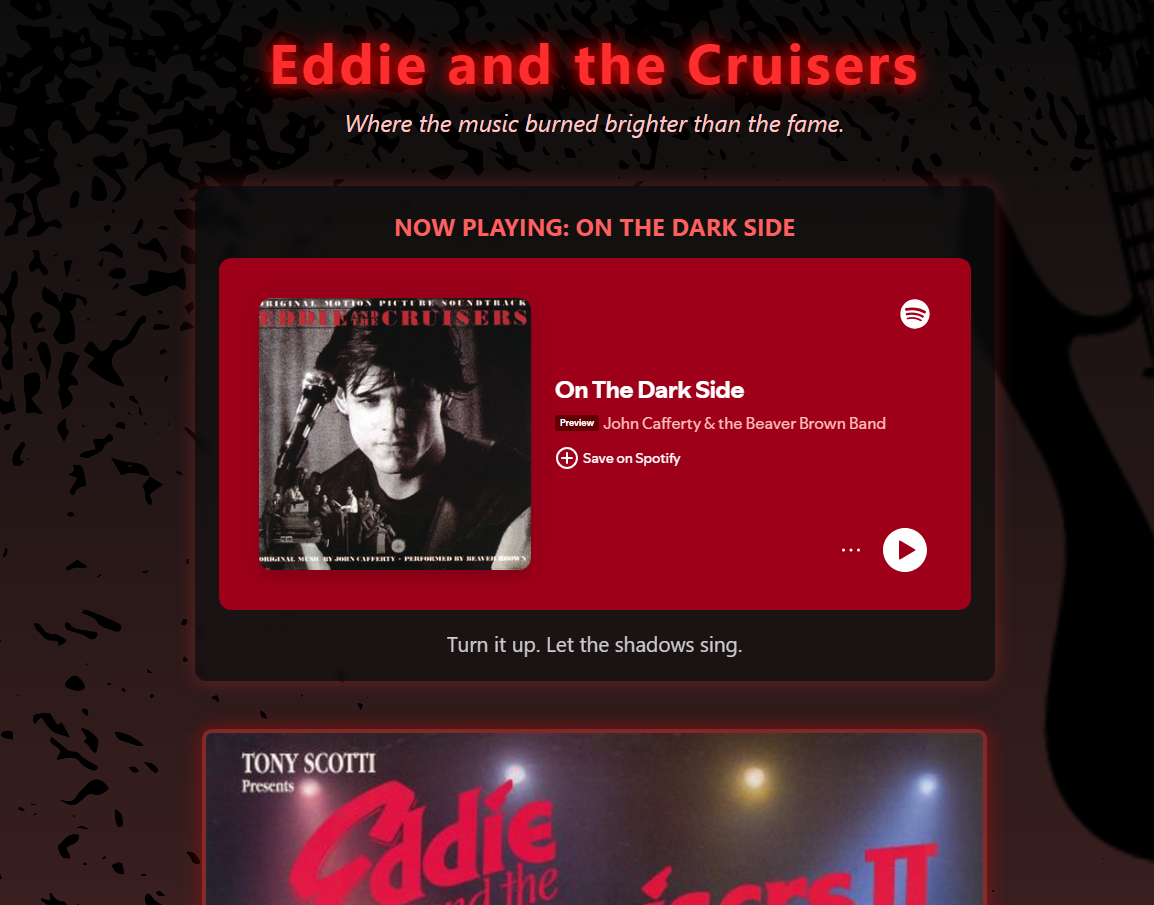 Eddie and the Cruisers
Where the music burned brighter than the fame.
NOW PLAYING: ON THE DARK SIDE
ORIGINAL MOTION PICTURE SOUNDTRACK
EDDIE AND THE CRUISERS
On The Dark Side
Preview John Cafferty & the Beaver Brown Band
Save on Spotify
ORIGINAL MUSIC BY JOHN CAFFERTY • PERFORMED BY BEAVER BROWN
Turn it up. Let the shadows sing.
TONY SCOTTI
Presents
Eddie
and the
II